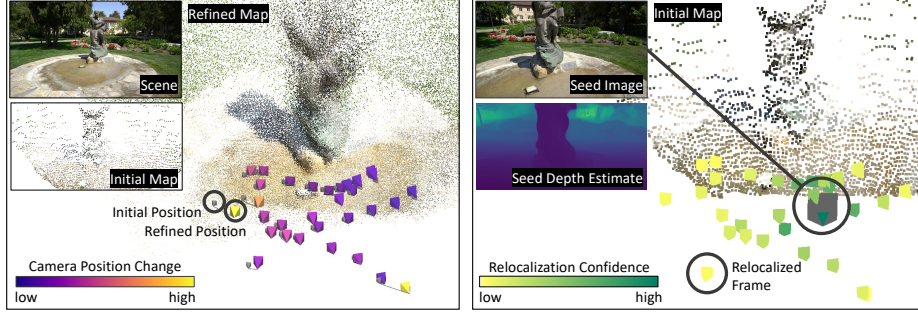 Refined Map
Scene
Initial Map
Initial Position
Refined Position
Camera Position Change
low
high
Initial Map
Seed Image
Seed Depth Estimate
Relocalization Confidence
low
high
Relocalized
Frame